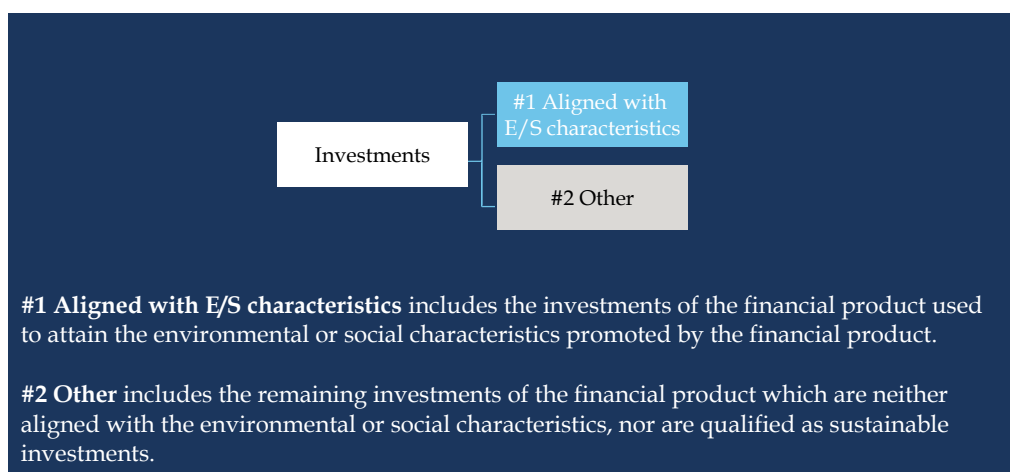 #1 Aligned with
E/S characteristics
Investments
#2 Other
#1 Aligned with E/S characteristics includes the investments of the financial product used
to attain the environmental or social characteristics promoted by the financial product.
#2 Other includes the remaining investments of the financial product which are neither
aligned with the environmental or social characteristics, nor are qualified as sustainable
investments.